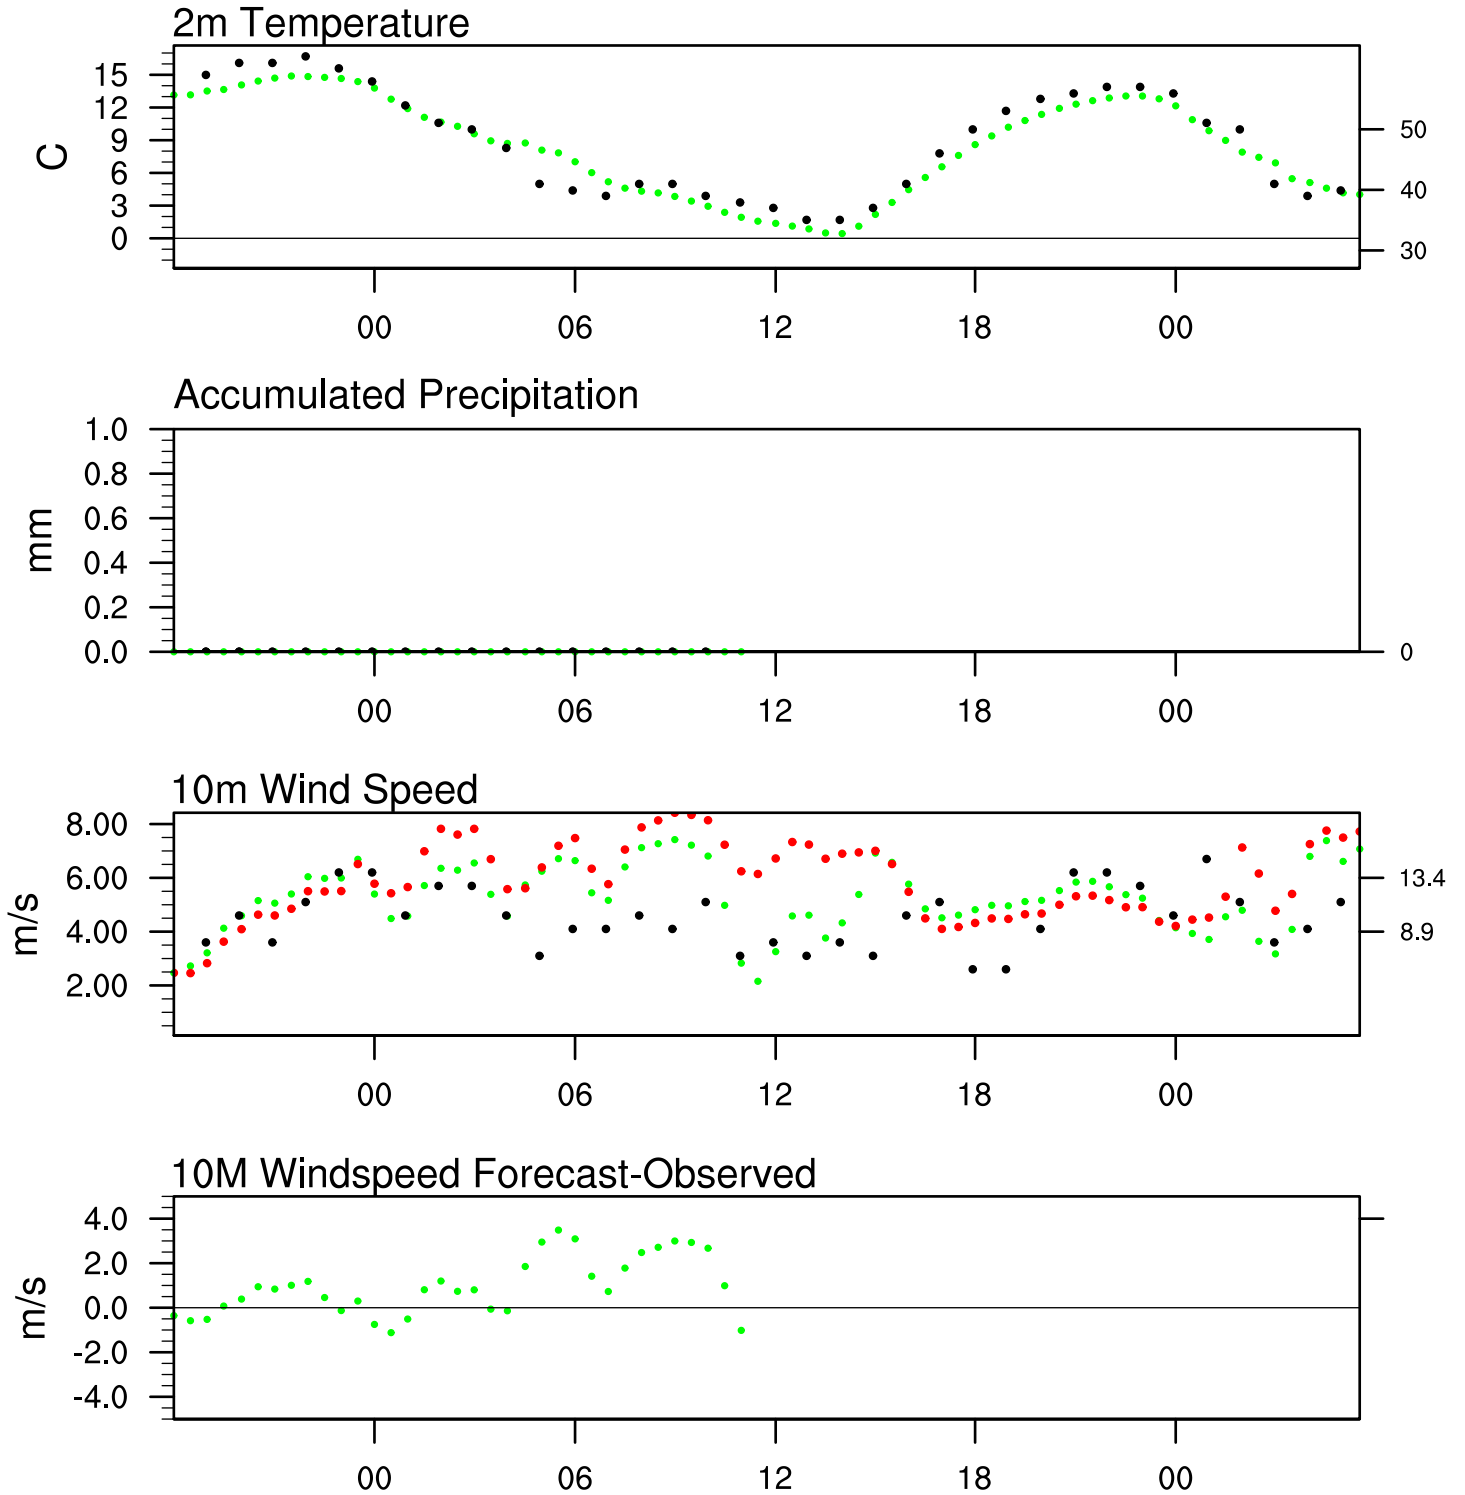 2m Temperature
15
12
9
6
3
0
C
50
40
30
00 06 12 18 00
Accumulated Precipitation
1.0
0.8
0.6
0.4
0.2
0.0
mm
0
00 06 12 18 00
10m Wind Speed
8.00
6.00
4.00
2.00
m/s
13.4
8.9
00 06 12 18 00
10M Windspeed Forecast-Observed
4.0
2.0
0.0
-2.0
-4.0
m/s
00 06 12 18 00